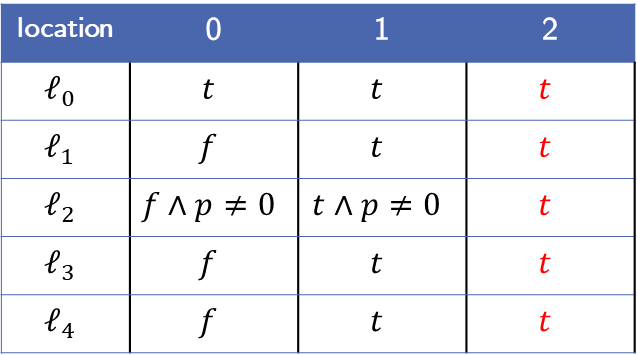 location 0 1 2
ℓ₀ t t t
ℓ₁ f t t
ℓ₂ f ∧ p ≠ 0 t ∧ p ≠ 0 t
ℓ₃ f t t
ℓ₄ f t t